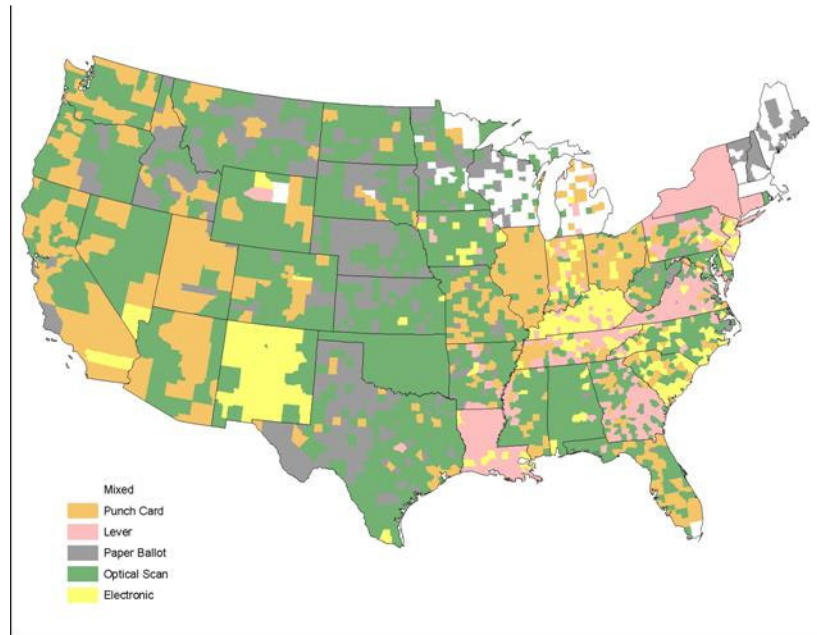 Mixed
Punch Card
Lever
Paper Ballot
Optical Scan
Electronic